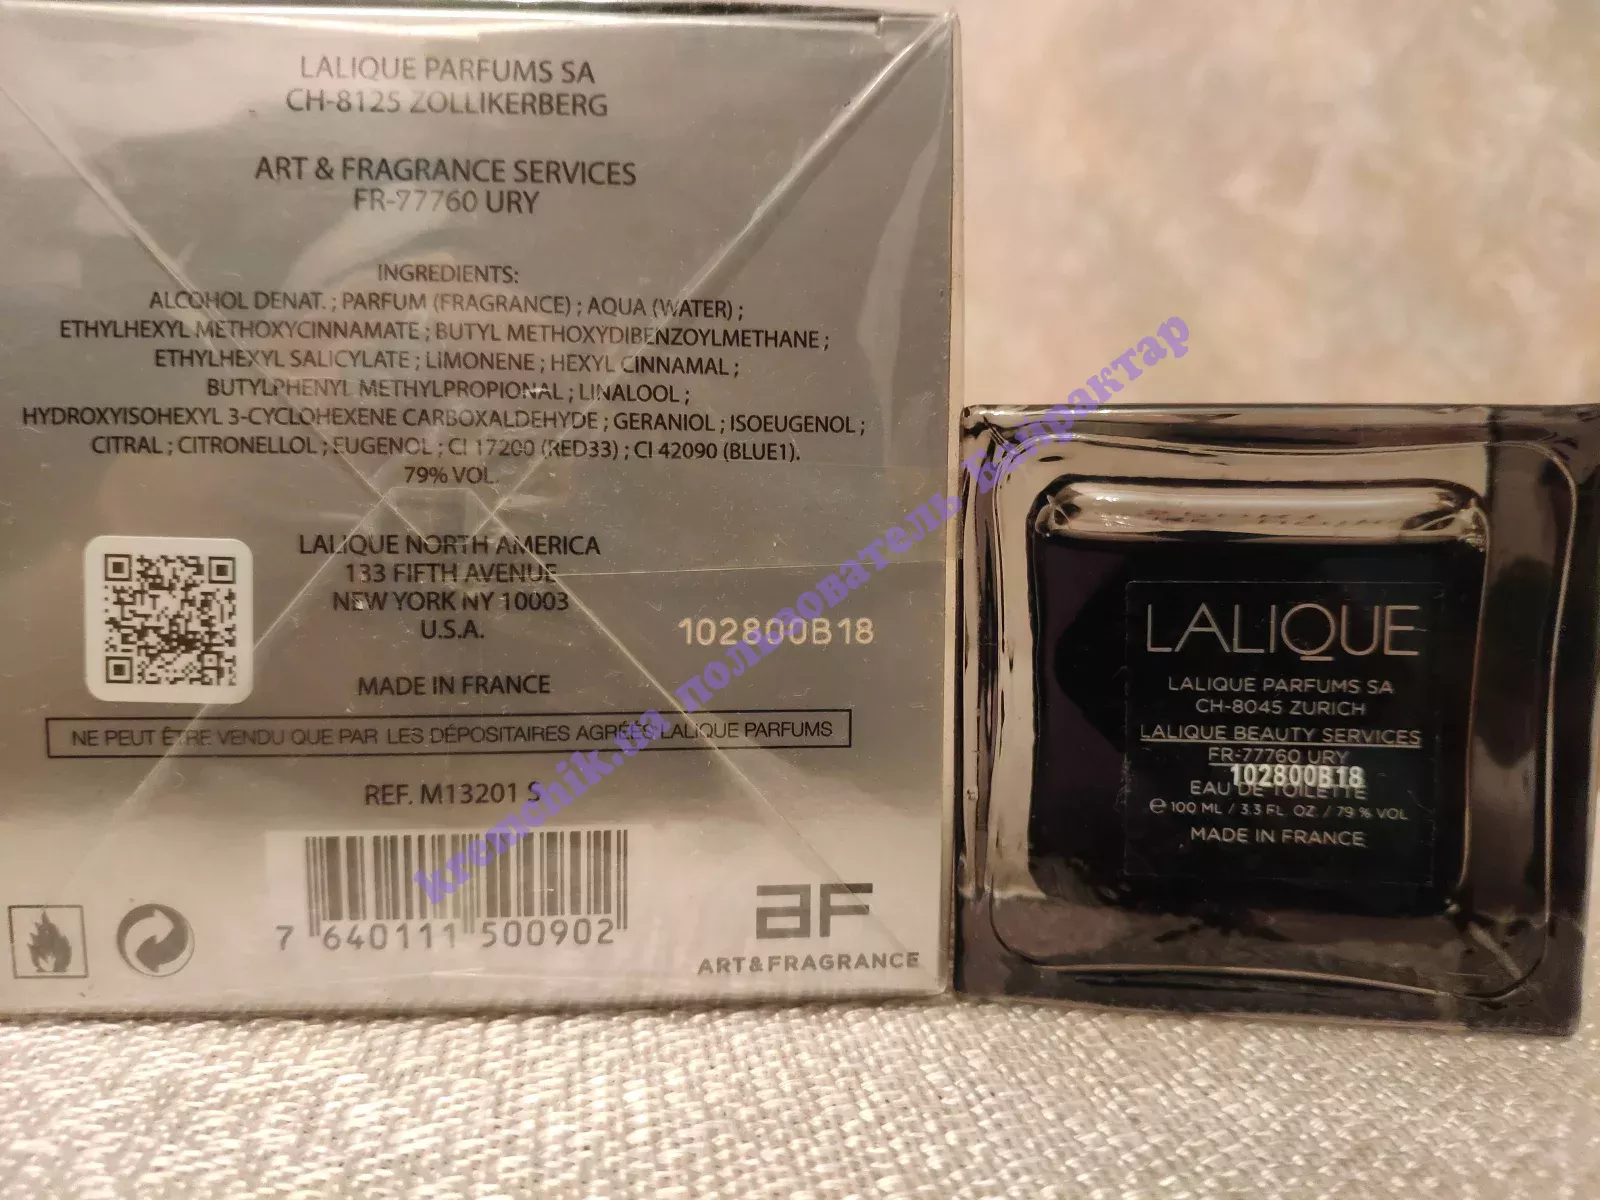 LALIQUE PARFUMS SA
CH-8125 ZOLLIKERBERG
ART & FRAGRANCE SERVICES
FR-77760 URY
INGREDIENTS:
ALCOHOL DENAT. ; PARFUM (FRAGRANCE) ; AQUA (WATER) ;
ETHYLHEXYL METHOXYCINNAMATE ; BUTYL METHOXYDIBENZOYLMETHANE ;
ETHYLHEXYL SALICYLATE ; LIMONENE ; HEXYL CINNAMAL ;
BUTYLPHENYL METHYLPROPIONAL ; LINALOOL ;
HYDROXYISOHEXYL 3-CYCLOHEXENE CARBOXALDEHYDE ; GERANIOL ; ISOEUGENOL ;
CITRAL ; CITRONELLOL ; EUGENOL ; CI 17200 (RED33) ; CI 42090 (BLUE1).
79% VOL.
LALIQUE NORTH AMERICA
133 FIFTH AVENUE
NEW YORK NY 10003
U.S.A.
102800B18
MADE IN FRANCE
NE PEUT ÊTRE VENDU QUE PAR LES DÉPOSITAIRES AGRÉÉS LALIQUE PARFUMS
REF. M13201 S
7 640111 500902
aF
ART&FRAGRANCE
LALIQUE
LALIQUE PARFUMS SA
CH-8045 ZURICH
LALIQUE BEAUTY SERVICES
FR-77760 URY
102800B18
EAU DE TOILETTE
e 100 ML / 3.3 FL. OZ. / 79 % VOL
MADE IN FRANCE
пользователь